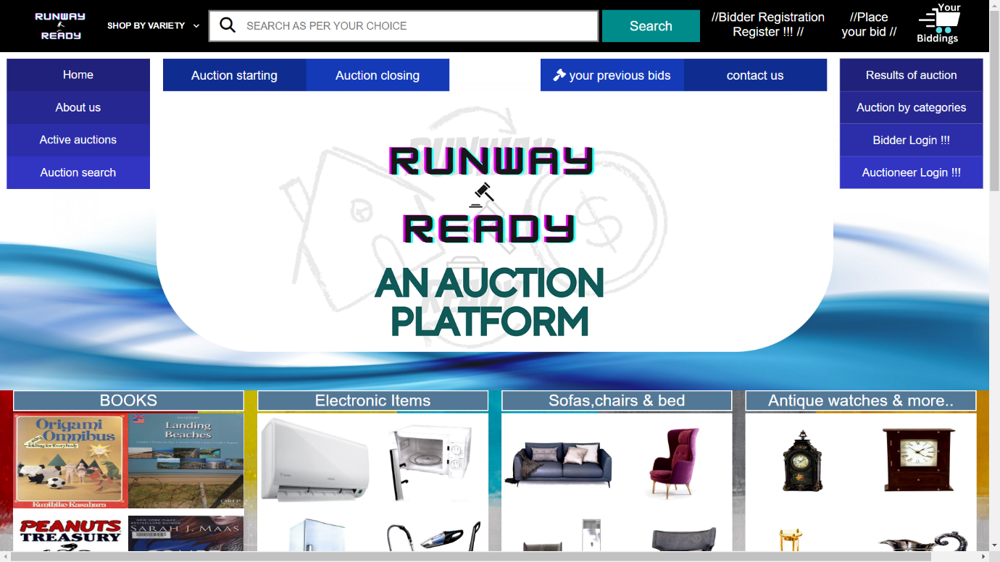 RUNWAY
READY
SHOP BY VARIETY
SEARCH AS PER YOUR CHOICE
Search
//Bidder Registration
Register !!! //
//Place
your bid //
Your
Biddings
Home
About us
Active auctions
Auction search
Auction starting
Auction closing
your previous bids
contact us
Results of auction
Auction by categories
Bidder Login !!!
Auctioneer Login !!!
RUNWAY
READY
RUNWAY
READY
AN AUCTION
PLATFORM
BOOKS
Electronic Items
Sofas,chairs & bed
Antique watches & more..
Origami
Omnibus
folding for Everybody
Kunihiko Kasahara
Landing
Beaches
OREP
PEANUTS
TREASURY
SARAH J. MAAS